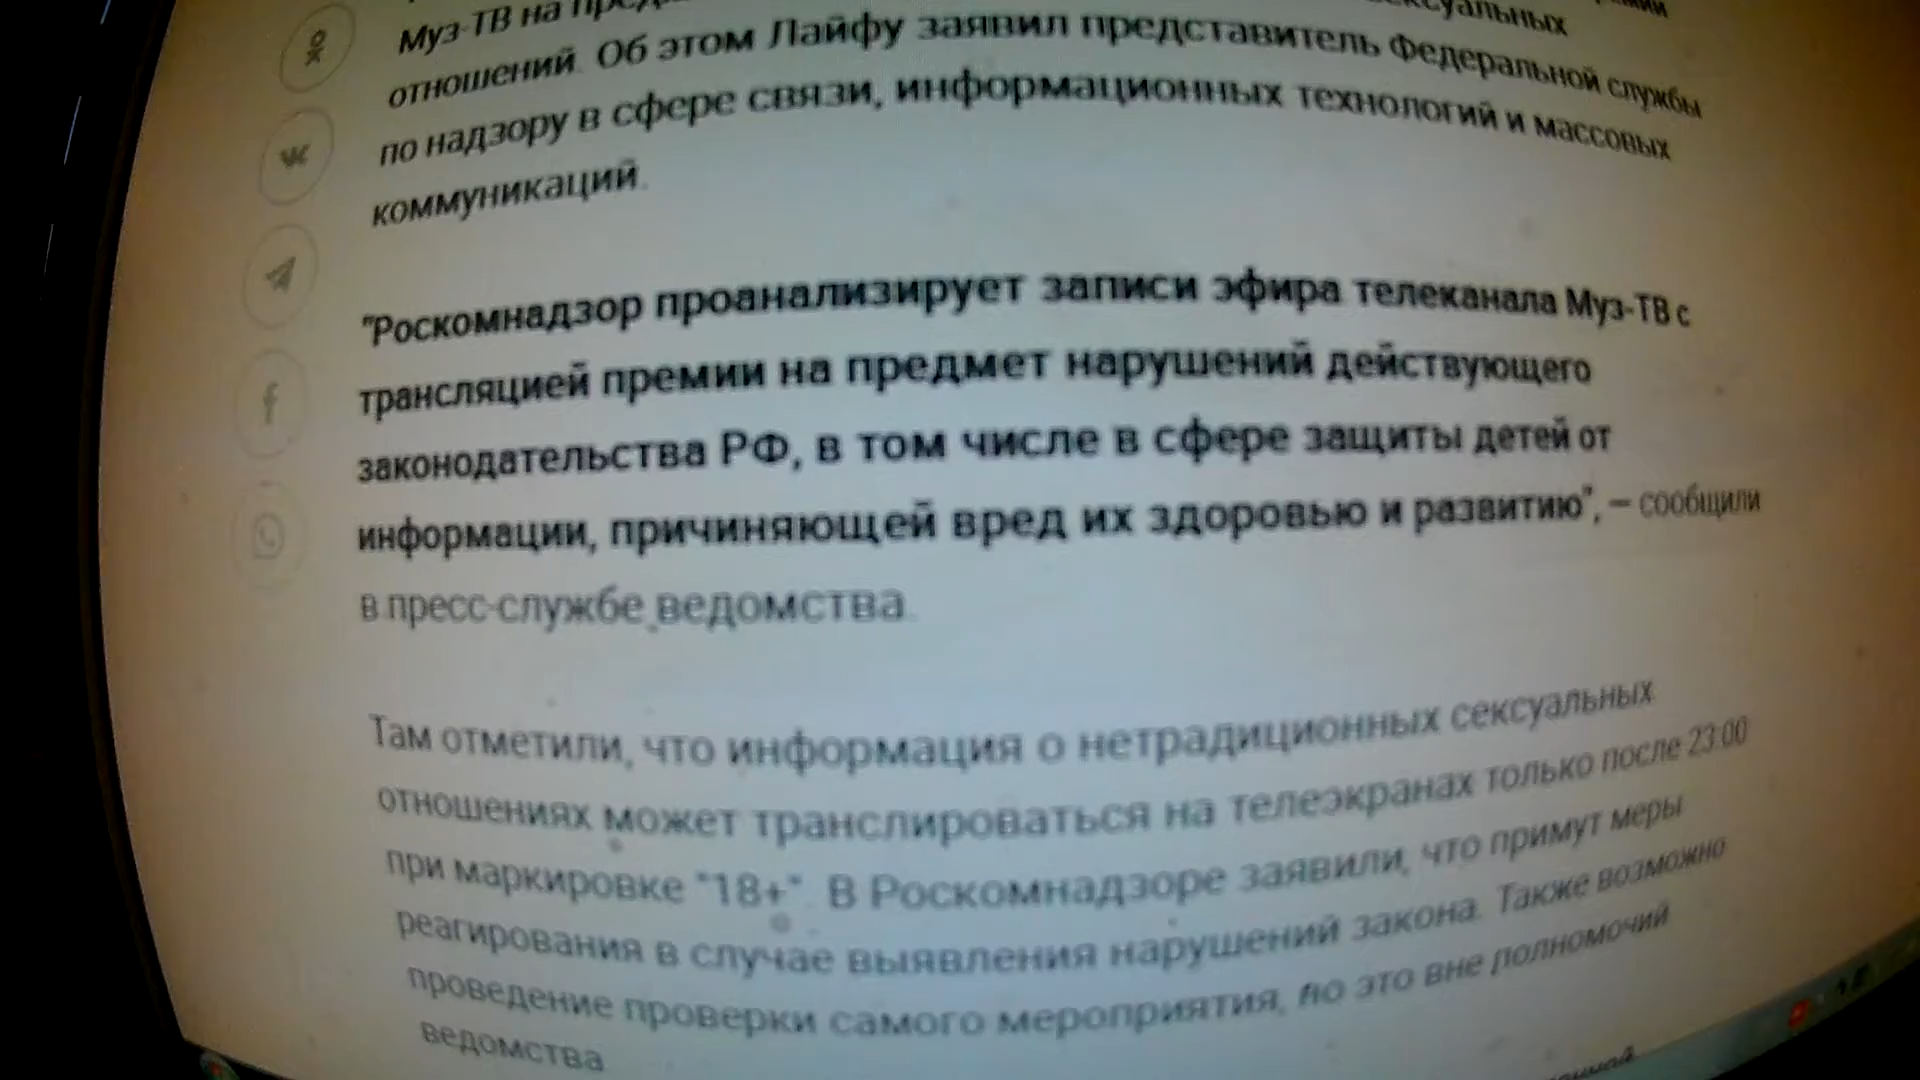 Муз-ТВ на
отношений. Об этом Лайфу заявил представитель Федеральной службы
по надзору в сфере связи, информационных технологий и массовых
коммуникаций.
"Роскомнадзор проанализирует записи эфира телеканала Муз-ТВ с
трансляцией премии на предмет нарушений действующего
законодательства РФ, в том числе в сфере защиты детей от
информации, причиняющей вред их здоровью и развитию", – сообщили
в пресс-службе ведомства.
Там отметили, что информация о нетрадиционных сексуальных
отношениях может транслироваться на телеэкранах только после 23:00
при маркировке "18+". В Роскомнадзоре заявили, что примут меры
реагирования в случае выявления нарушений закона. Также возможно
проведение проверки самого мероприятия, но это вне полномочий
ведомства